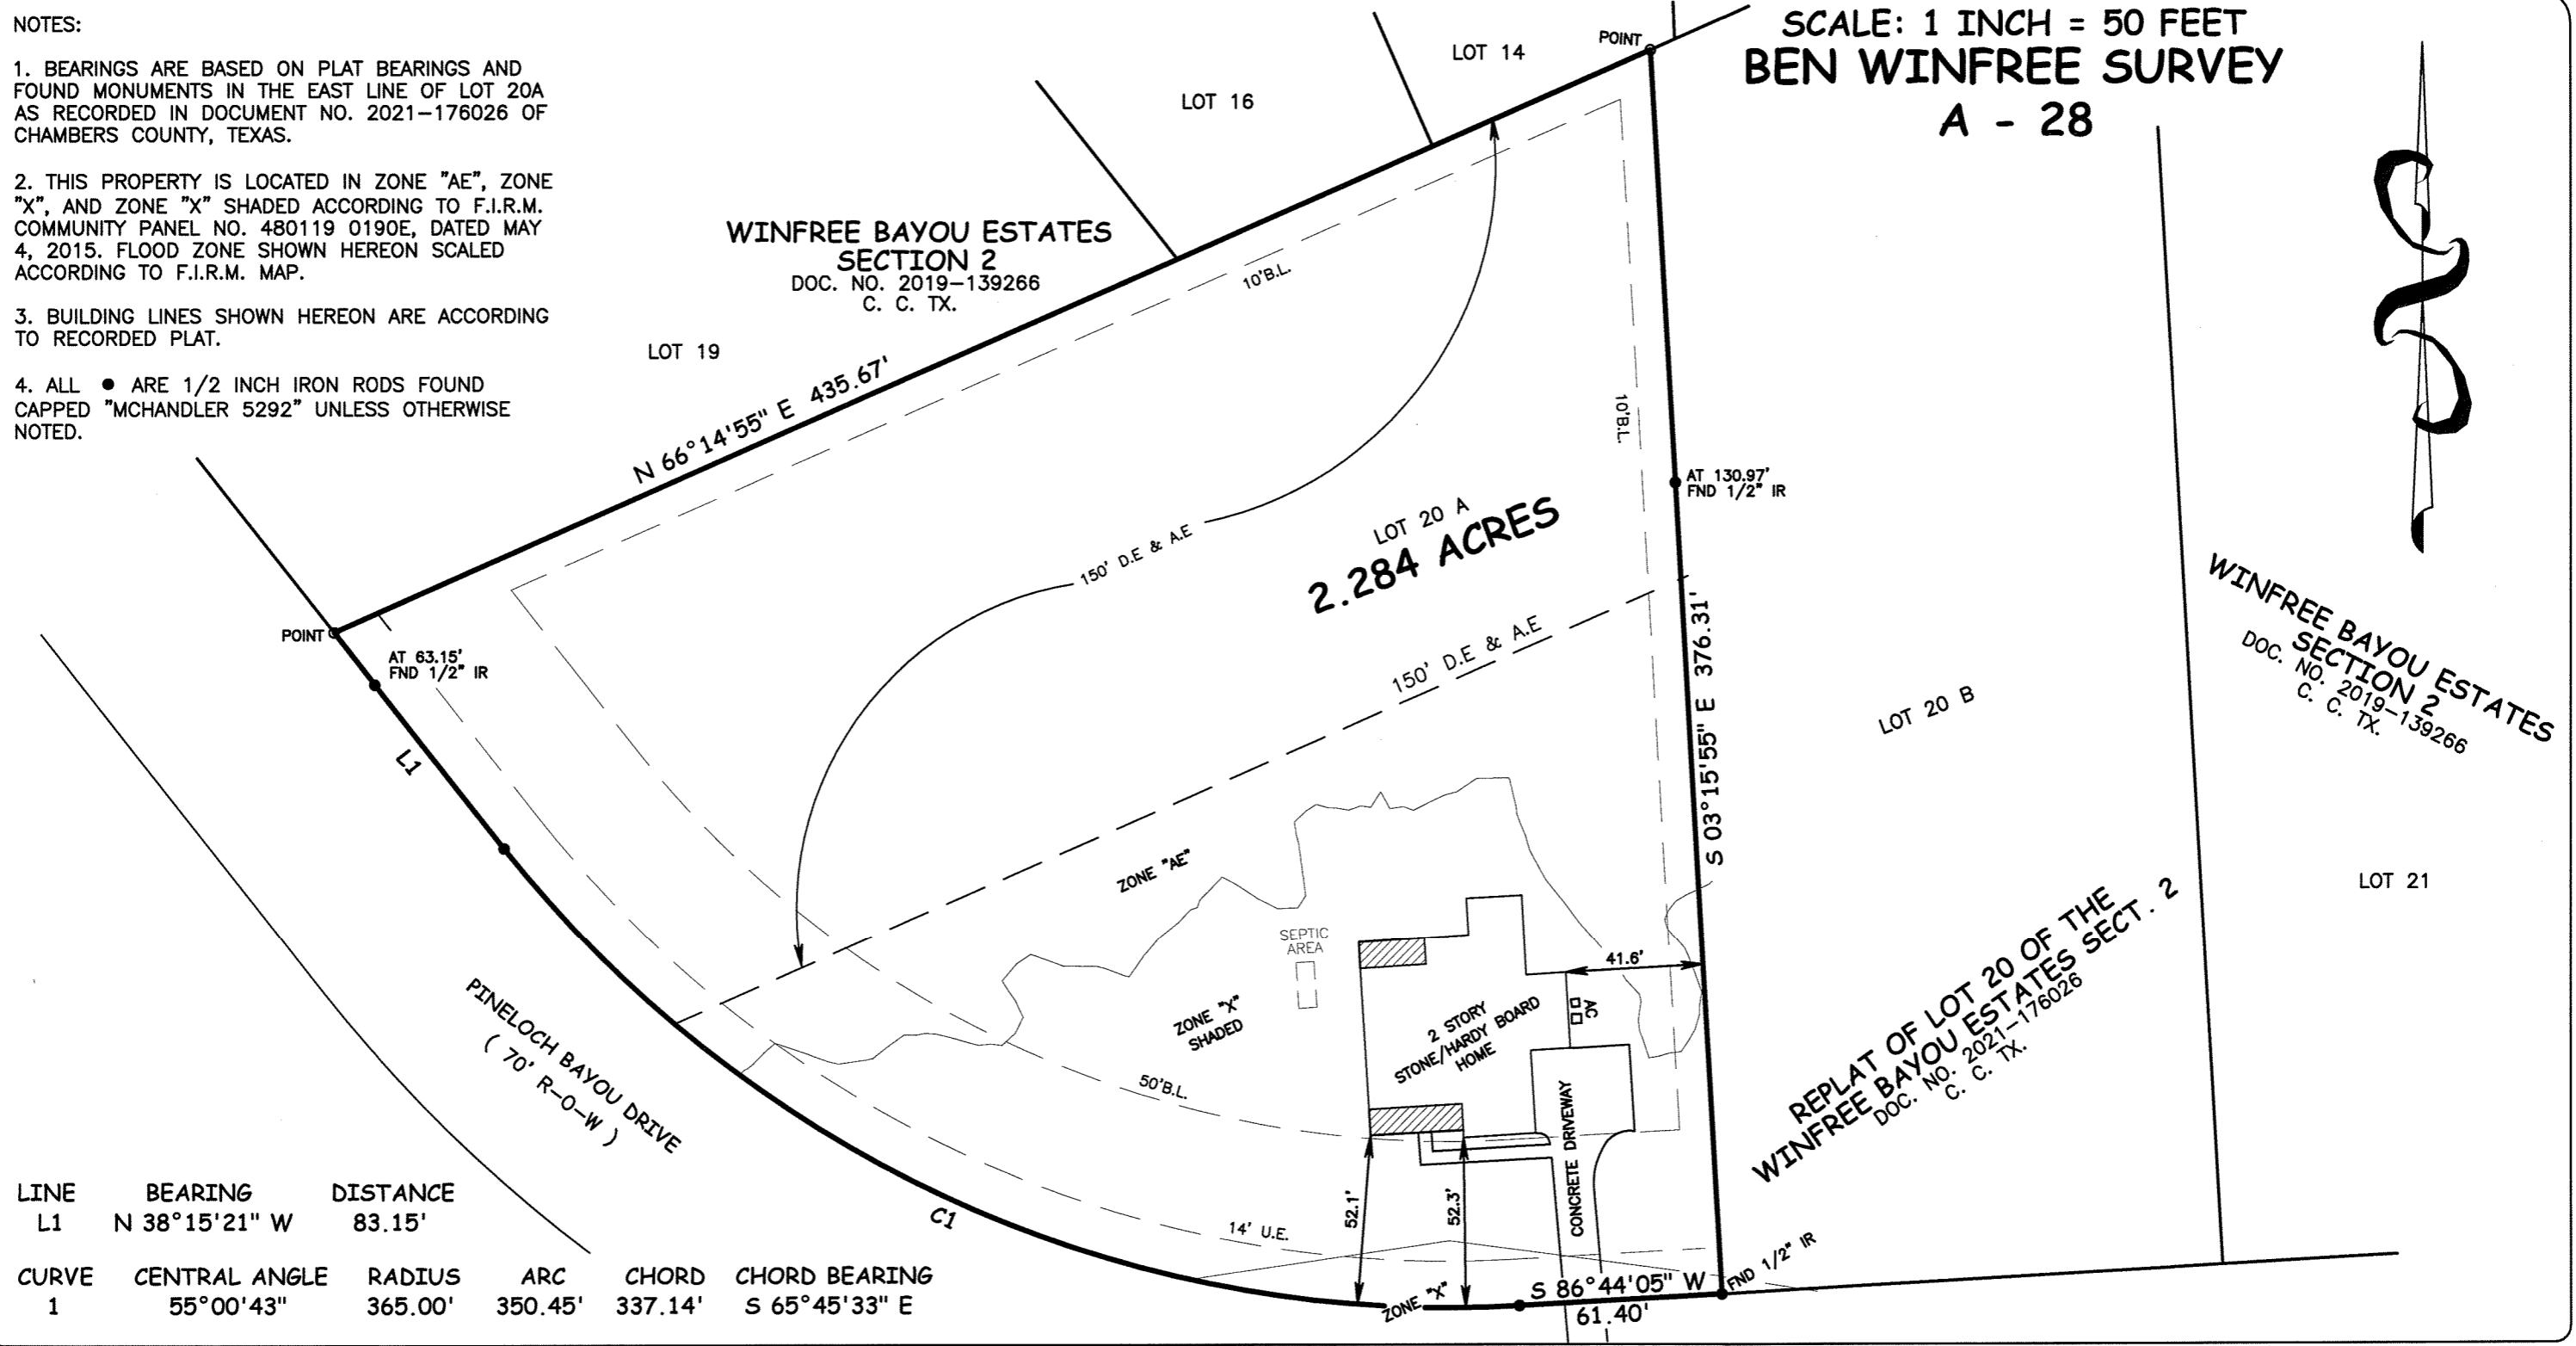 NOTES:
1. BEARINGS ARE BASED ON PLAT BEARINGS AND
FOUND MONUMENTS IN THE EAST LINE OF LOT 20A
AS RECORDED IN DOCUMENT NO. 2021-176026 OF
CHAMBERS COUNTY, TEXAS.
2. THIS PROPERTY IS LOCATED IN ZONE "AE", ZONE
"X", AND ZONE "X" SHADED ACCORDING TO F.I.R.M.
COMMUNITY PANEL NO. 480119 0190E, DATED MAY
4, 2015. FLOOD ZONE SHOWN HEREON SCALED
ACCORDING TO F.I.R.M. MAP.
3. BUILDING LINES SHOWN HEREON ARE ACCORDING
TO RECORDED PLAT.
4. ALL ● ARE 1/2 INCH IRON RODS FOUND
CAPPED "MCHANDLER 5292" UNLESS OTHERWISE
NOTED.
SCALE: 1 INCH = 50 FEET
BEN WINFREE SURVEY
A - 28
POINT
LOT 14
LOT 16
WINFREE BAYOU ESTATES
SECTION 2
DOC. NO. 2019-139266
C. C. TX.
LOT 19
10'B.L.
N 66°14'55" E 435.67'
10'B.L.
AT 130.97'
FND 1/2" IR
150' D.E & A.E
LOT 20 A
2.284 ACRES
150' D.E & A.E
S 03°15'55" E 376.31'
POINT
AT 63.15'
FND 1/2" IR
L1
LOT 20 B
WINFREE BAYOU ESTATES
SECTION 2
DOC. NO. 2019-139266
C. C. TX.
LOT 21
ZONE "AE"
SEPTIC
AREA
41.6'
AC
ZONE "X"
SHADED
2 STORY
STONE/HARDY BOARD
HOME
PINELOCH BAYOU DRIVE
( 70' R-O-W )
50'B.L.
CONCRETE DRIVEWAY
REPLAT OF LOT 20 OF THE
WINFREE BAYOU ESTATES SECT. 2
DOC. NO. 2021-176026
C. C. TX.
C1
14' U.E.
52.1'
52.3'
ZONE "X"
S 86°44'05" W
61.40'
FND 1/2" IR
LINE BEARING DISTANCE
L1 N 38°15'21" W 83.15'
CURVE CENTRAL ANGLE RADIUS ARC CHORD CHORD BEARING
1 55°00'43" 365.00' 350.45' 337.14' S 65°45'33" E